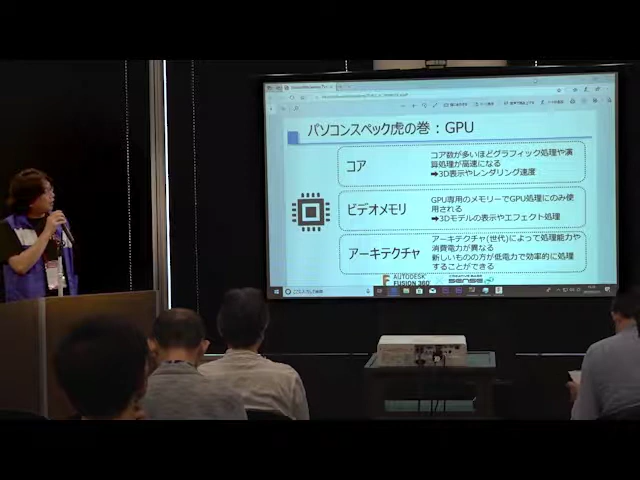 パソコンスペック虎の巻：GPU
コア
コア数が多いほどグラフィック処理や演
算処理が高速になる
➡3D表示やレンダリング速度
ビデオメモリ
GPU専用のメモリーでGPU処理にのみ使
用される
➡3Dモデルの表示やエフェクト処理
アーキテクチャ
アーキテクチャ(世代)によって処理能力や
消費電力が異なる
新しいものの方が低電力で効率的に処理
することができる
AUTODESK
FUSION 360